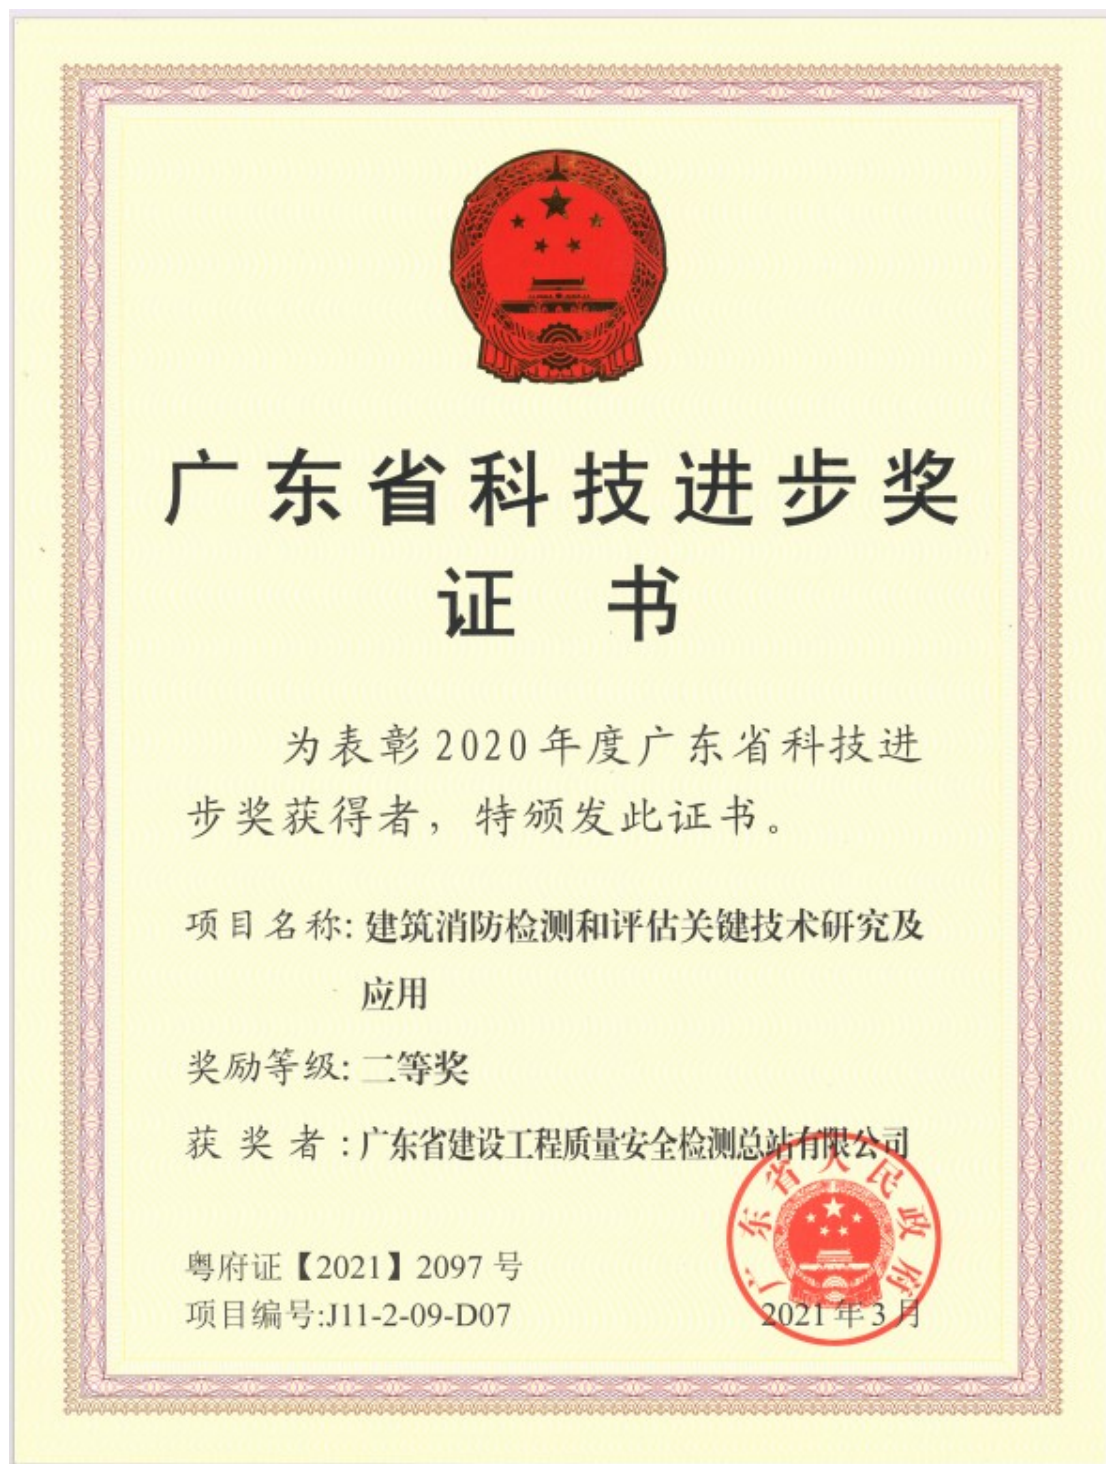 广东省科技进步奖
证 书
为表彰2020年度广东省科技进
步奖获得者，特颁发此证书。
项目名称:建筑消防检测和评估关键技术研究及
应用
奖励等级:二等奖
获 奖 者:广东省建设工程质量安全检测总站有限公司
广东省人民政府
粤府证【2021】2097 号
项目编号:J11-2-09-D07
2021年3月